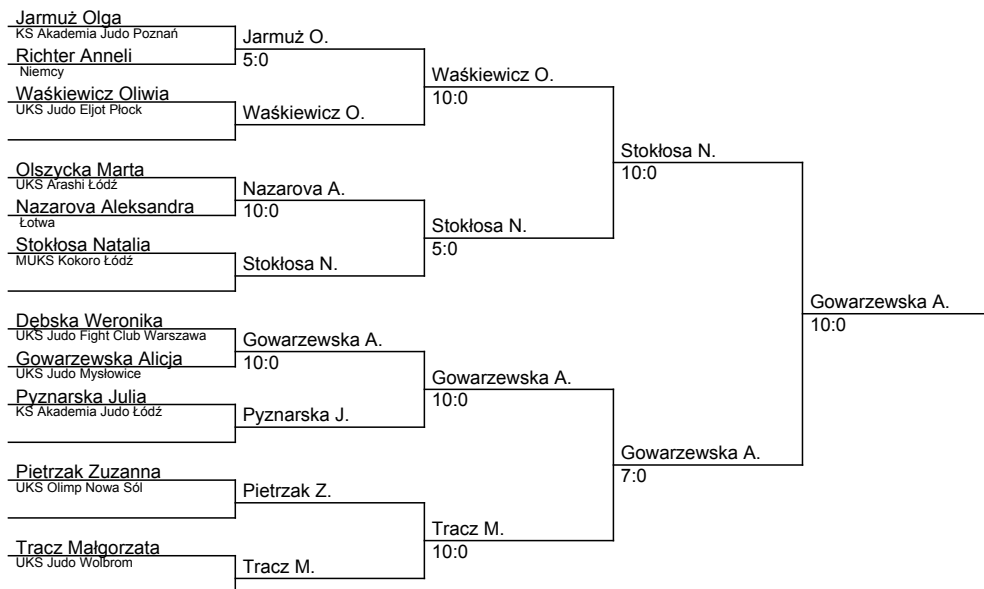 Jarmuż Olga
KS Akademia Judo Poznań
Richter Anneli
Niemcy
Waśkiewicz Oliwia
UKS Judo Eljot Płock
Olszycka Marta
UKS Arashi Łódź
Nazarova Aleksandra
Łotwa
Stokłosa Natalia
MUKS Kokoro Łódź
Dębska Weronika
UKS Judo Fight Club Warszawa
Gowarzewska Alicja
UKS Judo Mysłowice
Pyznarska Julia
KS Akademia Judo Łódź
Pietrzak Zuzanna
UKS Olimp Nowa Sól
Tracz Małgorzata
UKS Judo Wolbrom
Jarmuż O.
5:0
Waśkiewicz O.
Nazarova A.
10:0
Stokłosa N.
Gowarzewska A.
10:0
Pyznarska J.
Pietrzak Z.
Tracz M.
Waśkiewicz O.
10:0
Stokłosa N.
5:0
Gowarzewska A.
10:0
Tracz M.
10:0
Stokłosa N.
10:0
Gowarzewska A.
7:0
Gowarzewska A.
10:0